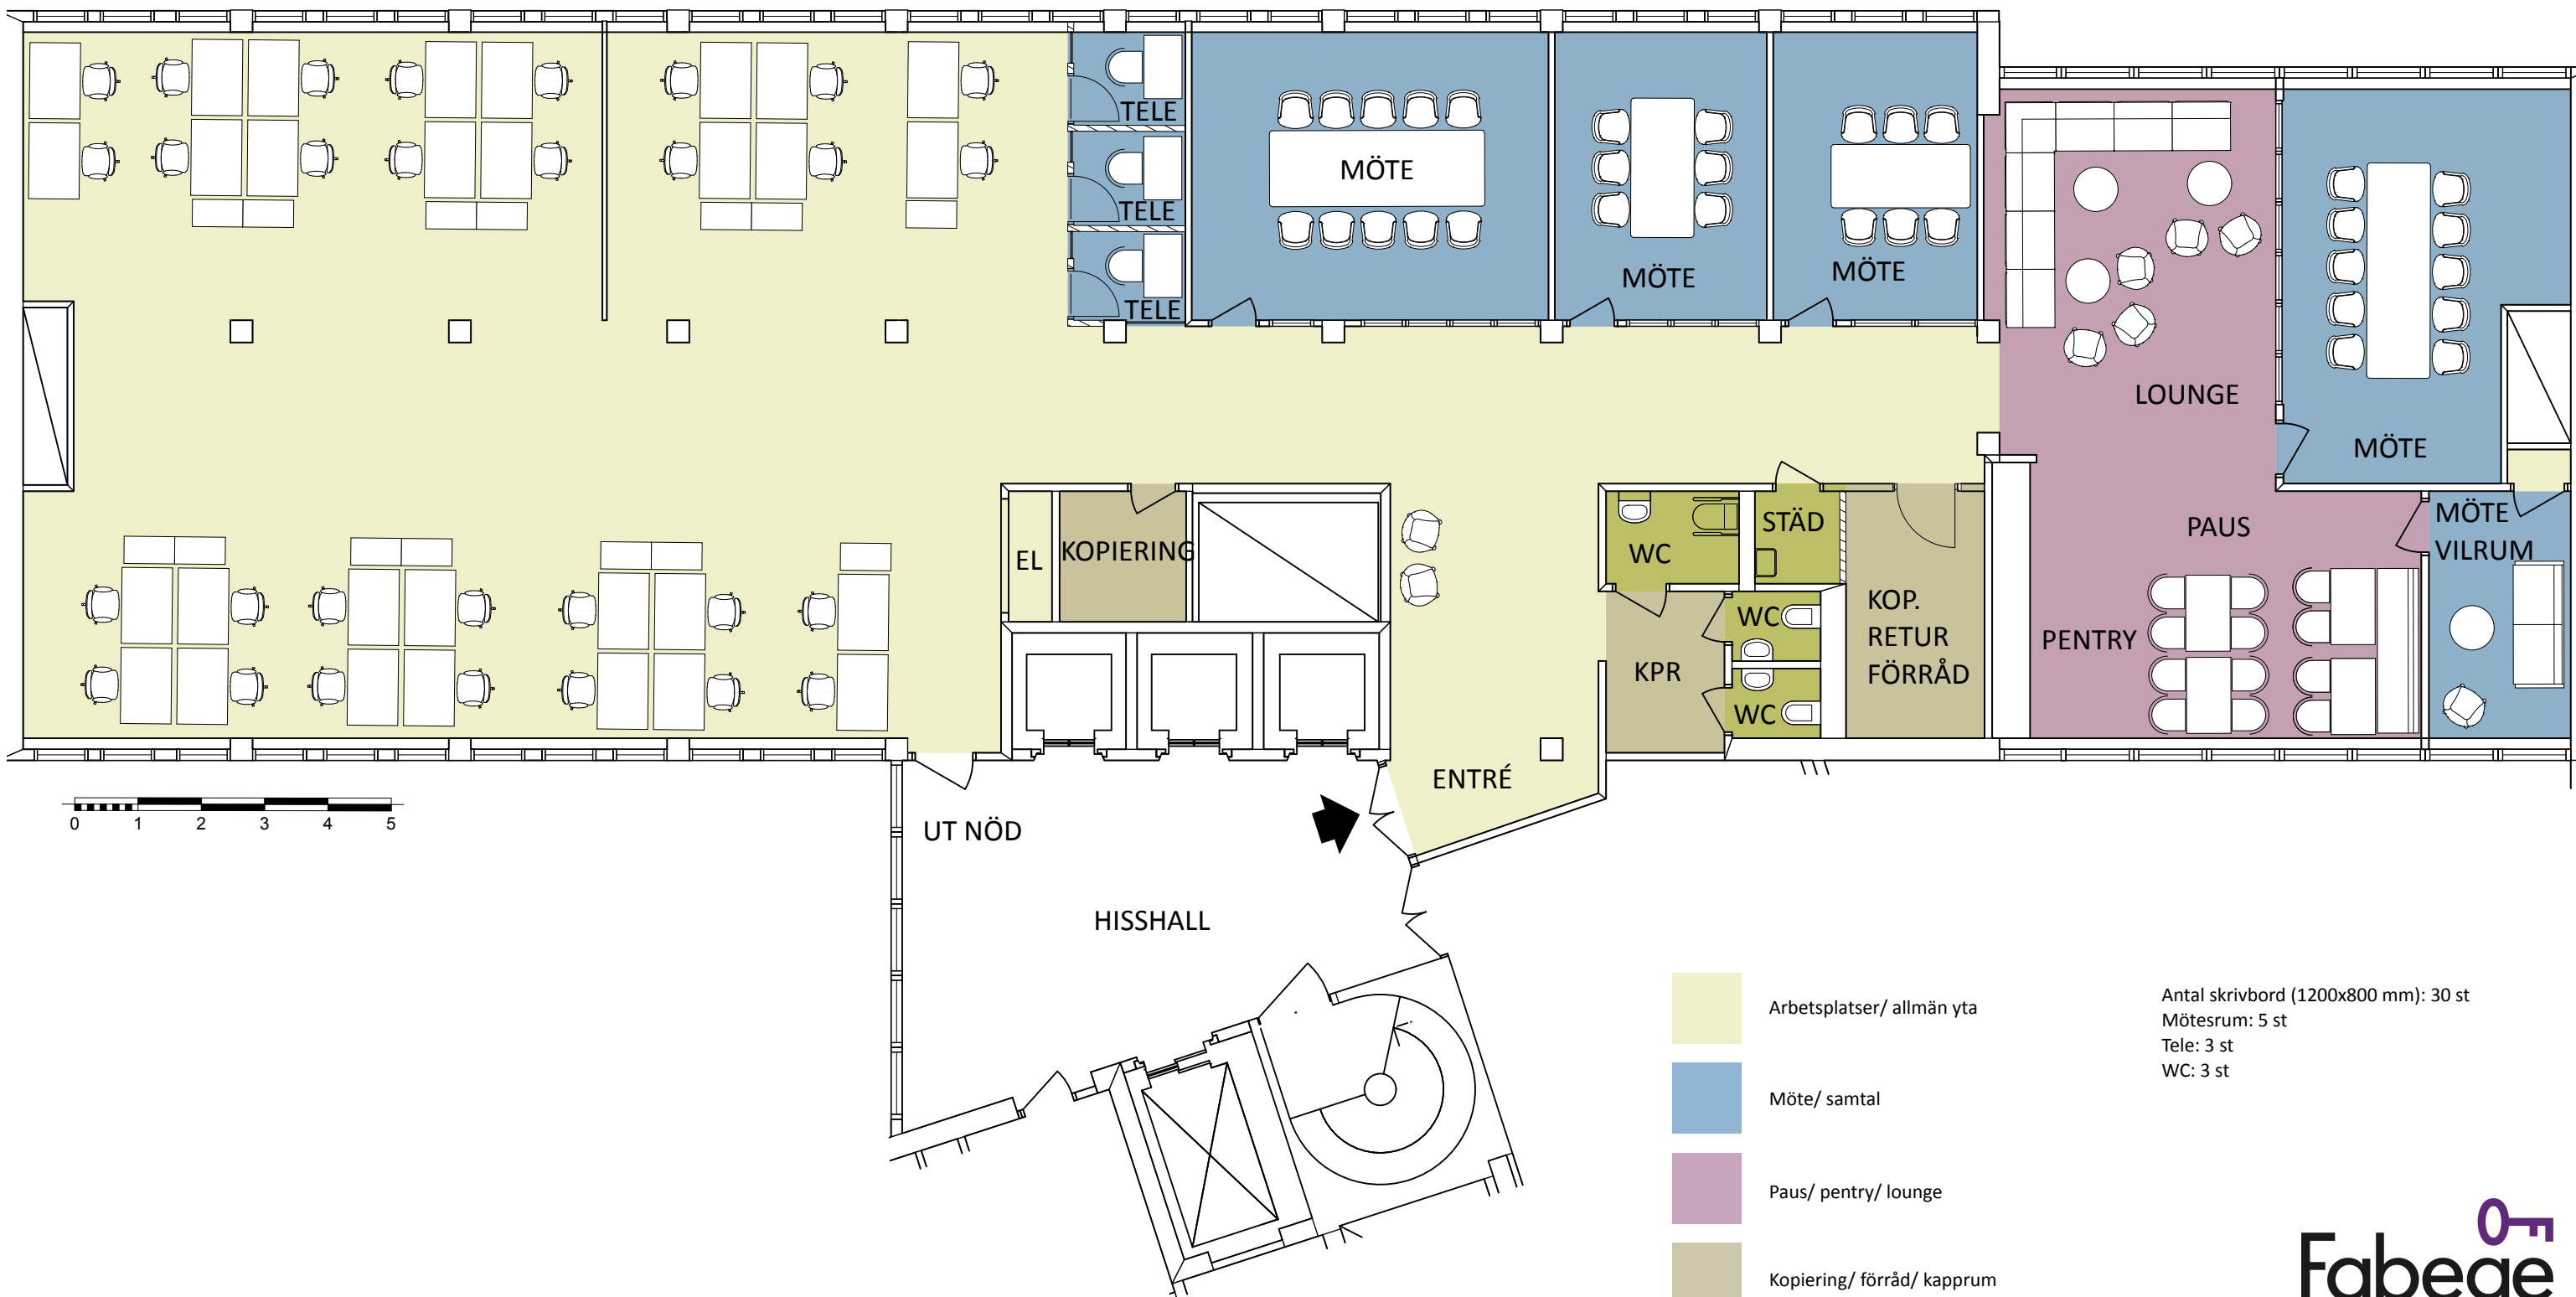 TELE
TELE
TELE
MÖTE
MÖTE
MÖTE
LOUNGE
MÖTE
MÖTE
VILRUM
PAUS
PENTRY
EL
KOPIERING
WC
STÄD
WC
WC
KPR
KOP.
RETUR
FÖRRÅD
ENTRÉ
0 1 2 3 4 5
UT NÖD
HISSHALL
Arbetsplatser/ allmän yta
Möte/ samtal
Paus/ pentry/ lounge
Kopiering/ förråd/ kapprum
Antal skrivbord (1200x800 mm): 30 st
Mötesrum: 5 st
Tele: 3 st
WC: 3 st
Fabege